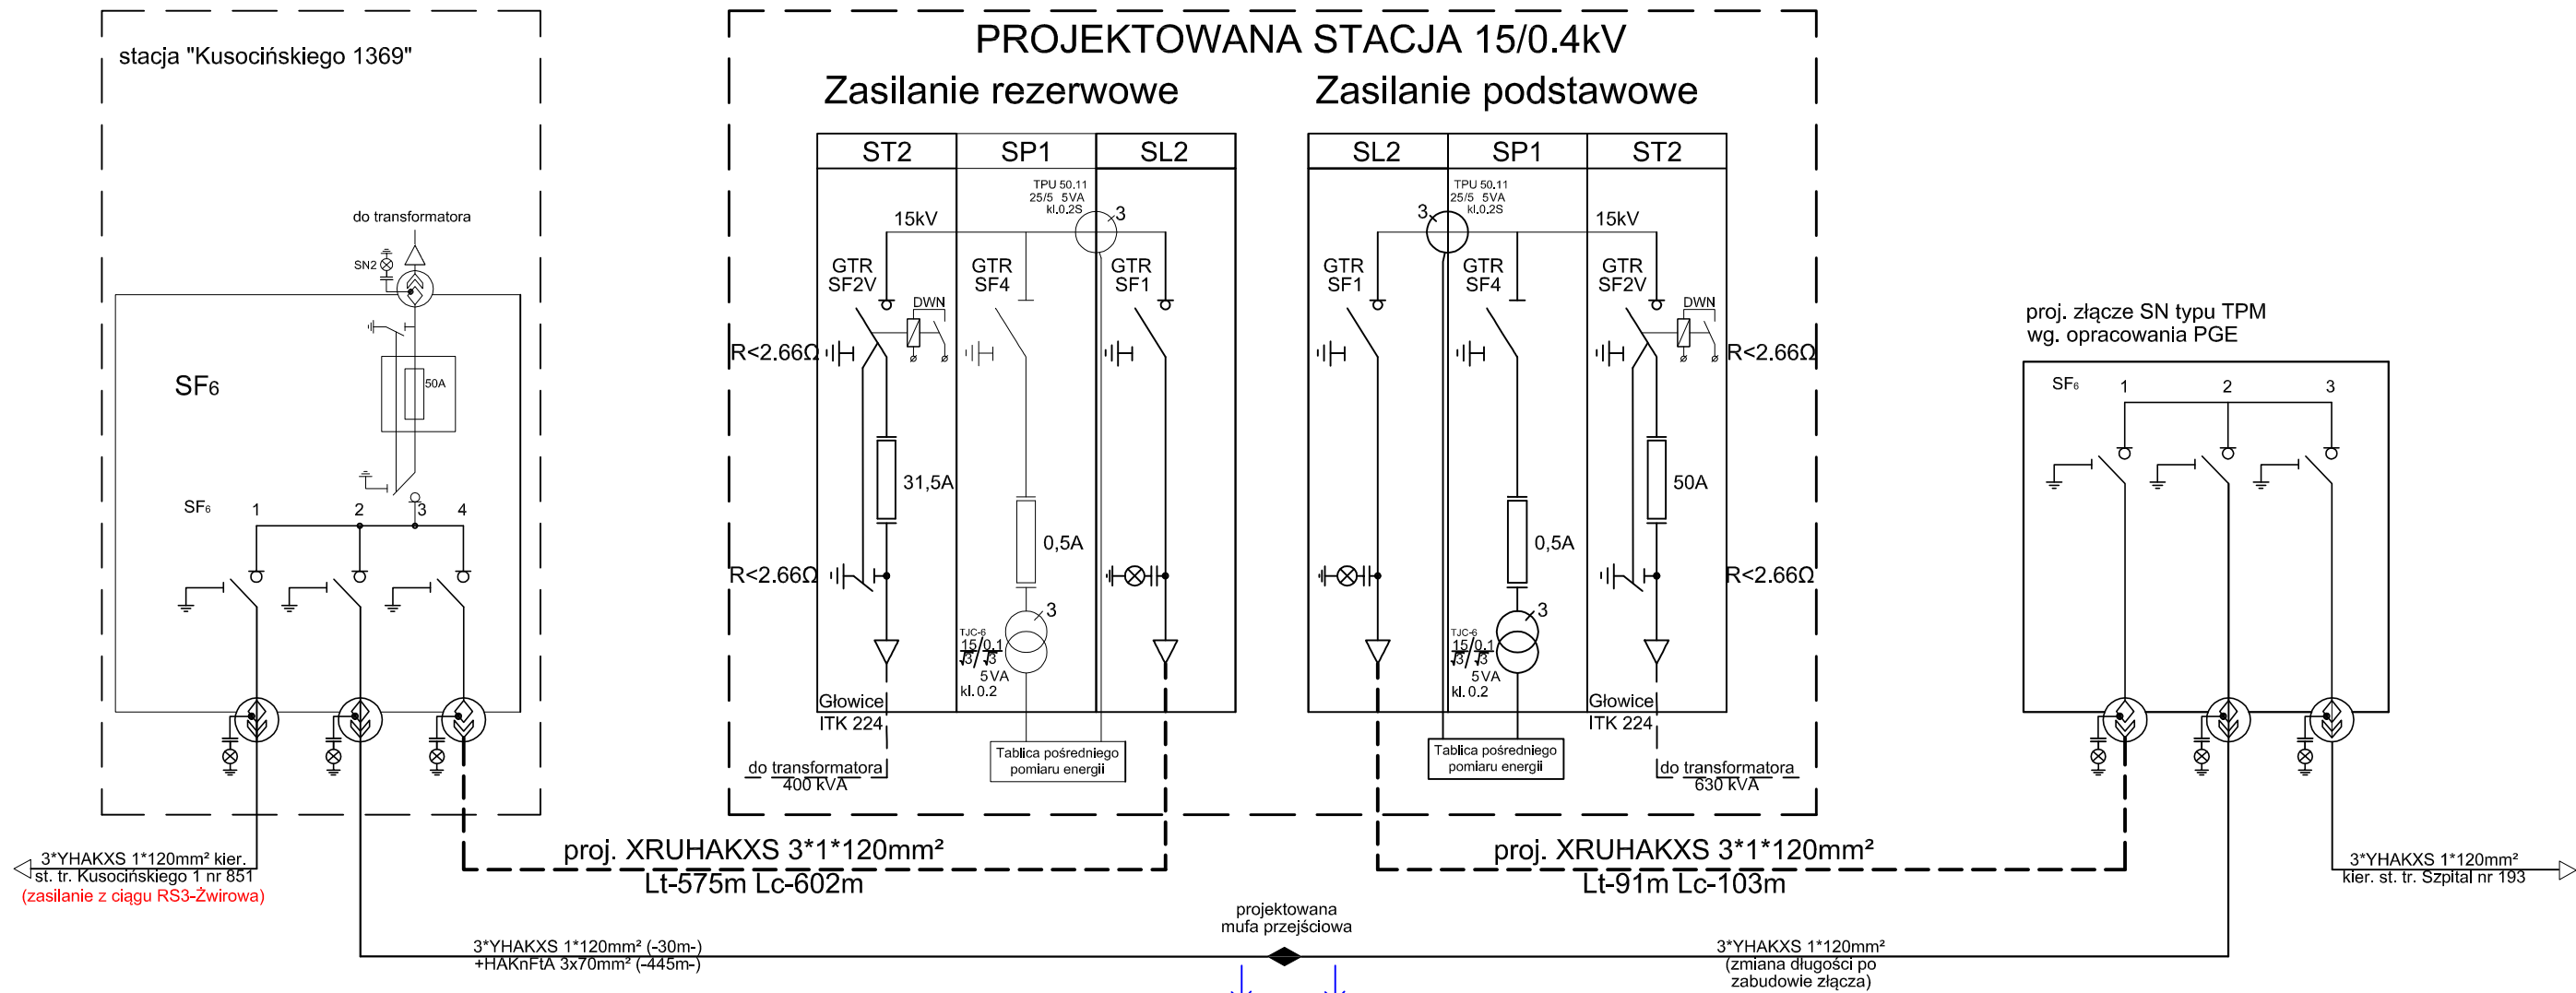 stacja "Kusocińskiego 1369"
do transformatora
SN2
50A
SF6
SF6
1
2
3
4
PROJEKTOWANA STACJA 15/0.4kV
Zasilanie rezerwowe
ST2
SP1
SL2
TPU 50.11
25/5 5VA
kl.0.2S
3
15kV
GTR
SF2V
DWN
GTR
SF4
GTR
SF1
R<2.66Ω
31,5A
0,5A
R<2.66Ω
3
TJC-6
15/0.1
√3/√3
5VA
kl.0.2
Głowice
ITK 224
do transformatora
400 kVA
Tablica pośredniego
pomiaru energii
Zasilanie podstawowe
SL2
SP1
ST2
TPU 50.11
25/5 5VA
kl.0.2S
3
15kV
GTR
SF1
GTR
SF4
GTR
SF2V
DWN
R<2.66Ω
50A
0,5A
R<2.66Ω
3
TJC-6
15/0.1
√3/√3
5VA
kl.0.2
Głowice
ITK 224
Tablica pośredniego
pomiaru energii
do transformatora
630 kVA
proj. złącze SN typu TPM
wg. opracowania PGE
SF6
1
2
3
3*YHAKXS 1*120mm² kier.
st. tr. Kusocińskiego 1 nr 851
(zasilanie z ciągu RS3-Żwirowa)
proj. XRUHAKXS 3*1*120mm²
Lt-575m Lc-602m
proj. XRUHAKXS 3*1*120mm²
Lt-91m Lc-103m
3*YHAKXS 1*120mm²
kier. st. tr. Szpital nr 193
projektowana
mufa przejściowa
3*YHAKXS 1*120mm² (-30m-)
+HAKnFtA 3x70mm² (-445m-)
3*YHAKXS 1*120mm²
(zmiana długości po
zabudowie złącza)